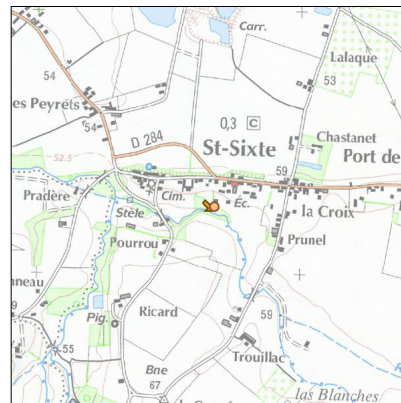 Carr.
Lalaque
54
53
es Peyrets
0,3 C
54
D 284
St-Sixte
Chastanet
52.5
59
Port de
Pradère
Cim.
Éc.
la Croix
Stèle
Pourrou
Prunel
nneau
Ricard
Pig.
59
55
Trouillac
Bne
67
las Blanches